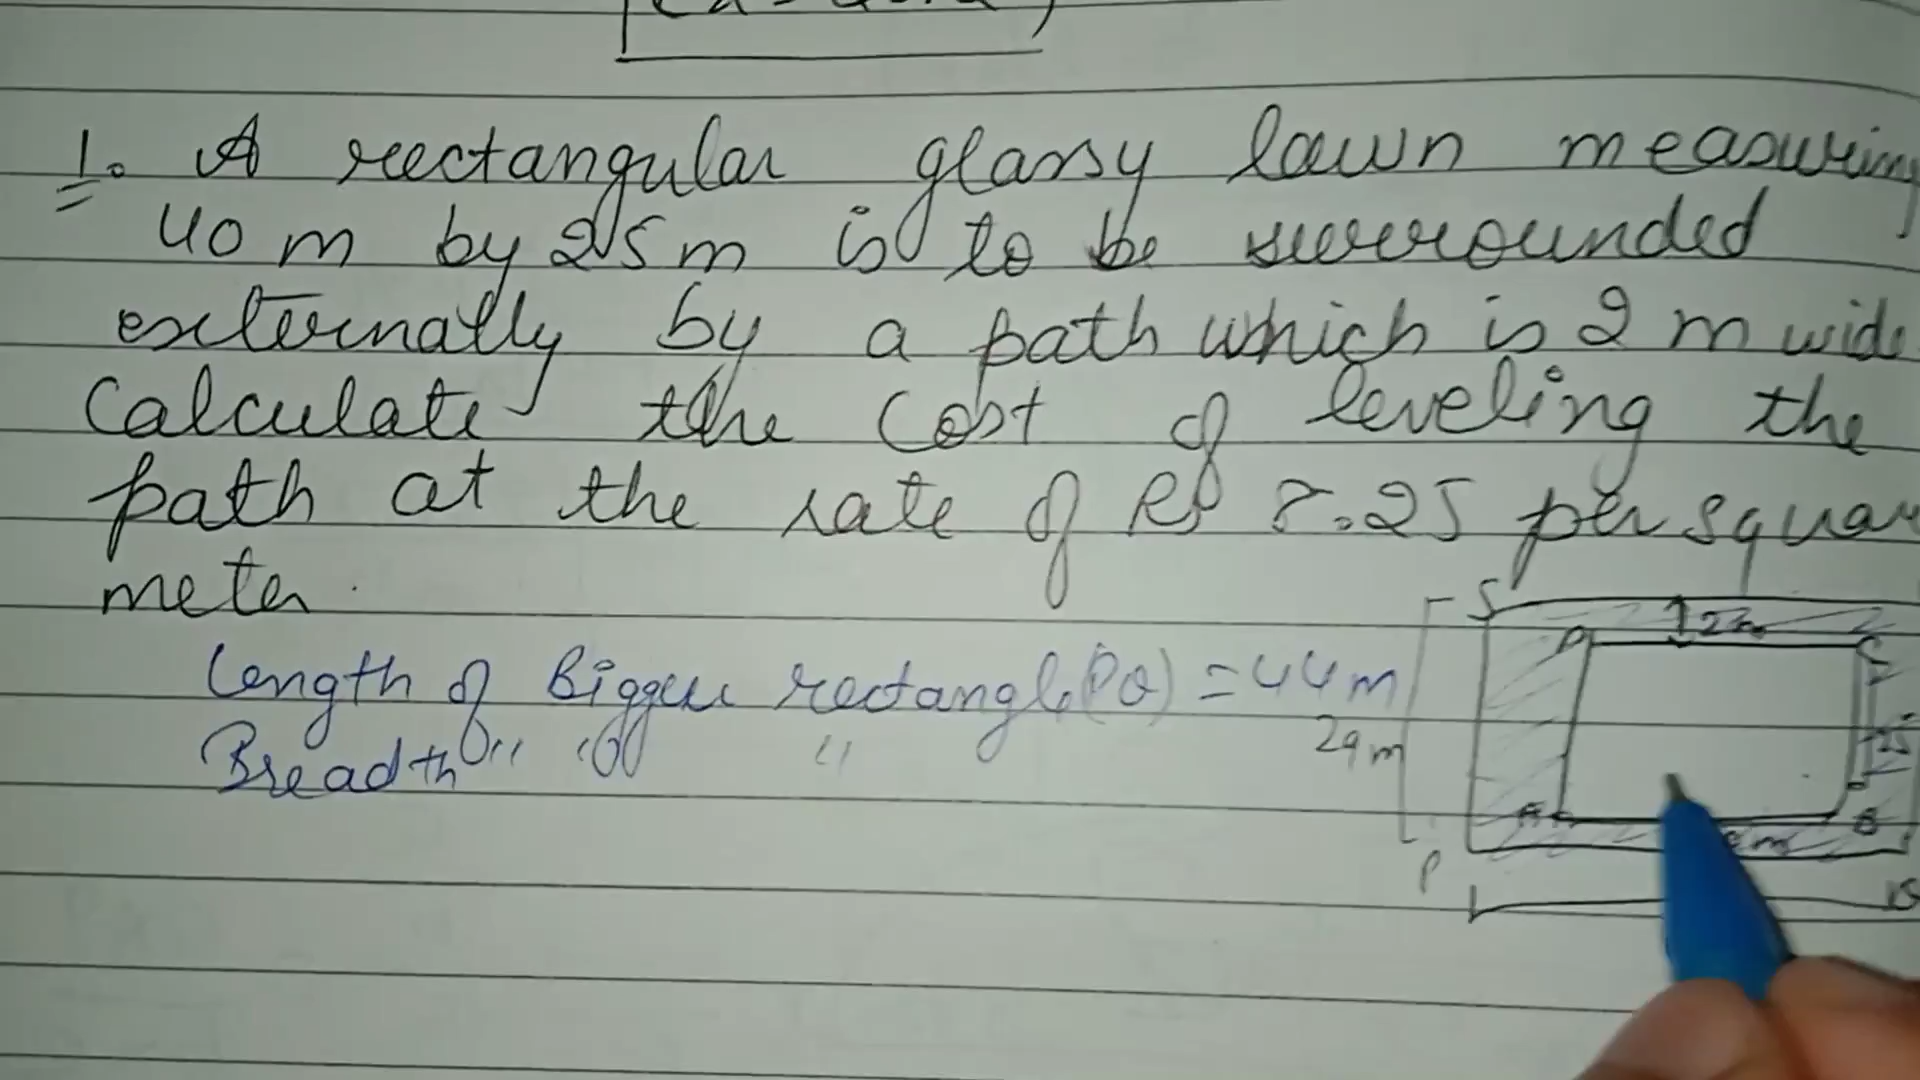 1. A rectangular glassy lawn measuring
40 m by 25 m is to be surrounded
externally by a path which is 2 m wide
Calculate the Cost of leveling the
path at the rate of Rs 8.25 per square
meter.
Length of Bigger rectangle (PQ) = 44 m
Breadth " " "
29 m
S
2m
D
C
25
A
B
m
P